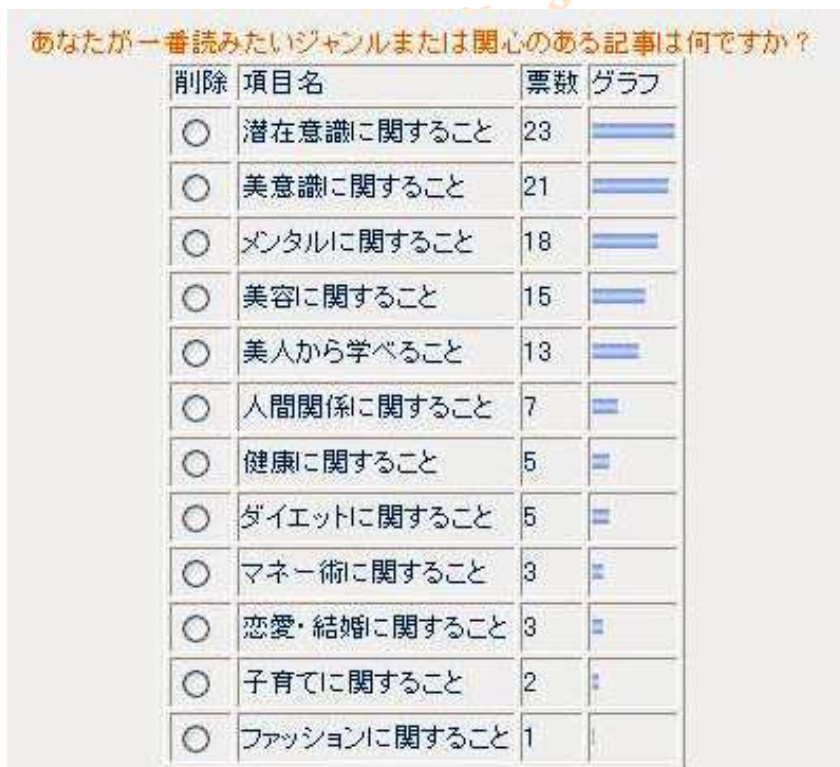 あなたが一番読みたいジャンルまたは関心のある記事は何ですか？
削除 項目名 票数 グラフ
潜在意識に関すること 23
美意識に関すること 21
メンタルに関すること 18
美容に関すること 15
美人から学べること 13
人間関係に関すること 7
健康に関すること 5
ダイエットに関すること 5
マネー術に関すること 3
恋愛・結婚に関すること 3
子育てに関すること 2
ファッションに関すること 1